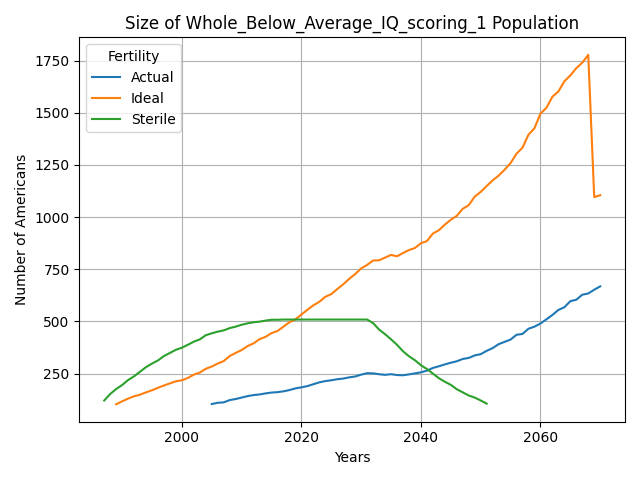 Size of Whole_Below_Average_IQ_scoring_1 Population
Fertility
Actual
Ideal
Sterile
Number of Americans
1750
1500
1250
1000
750
500
250
2000
2020
2040
2060
Years